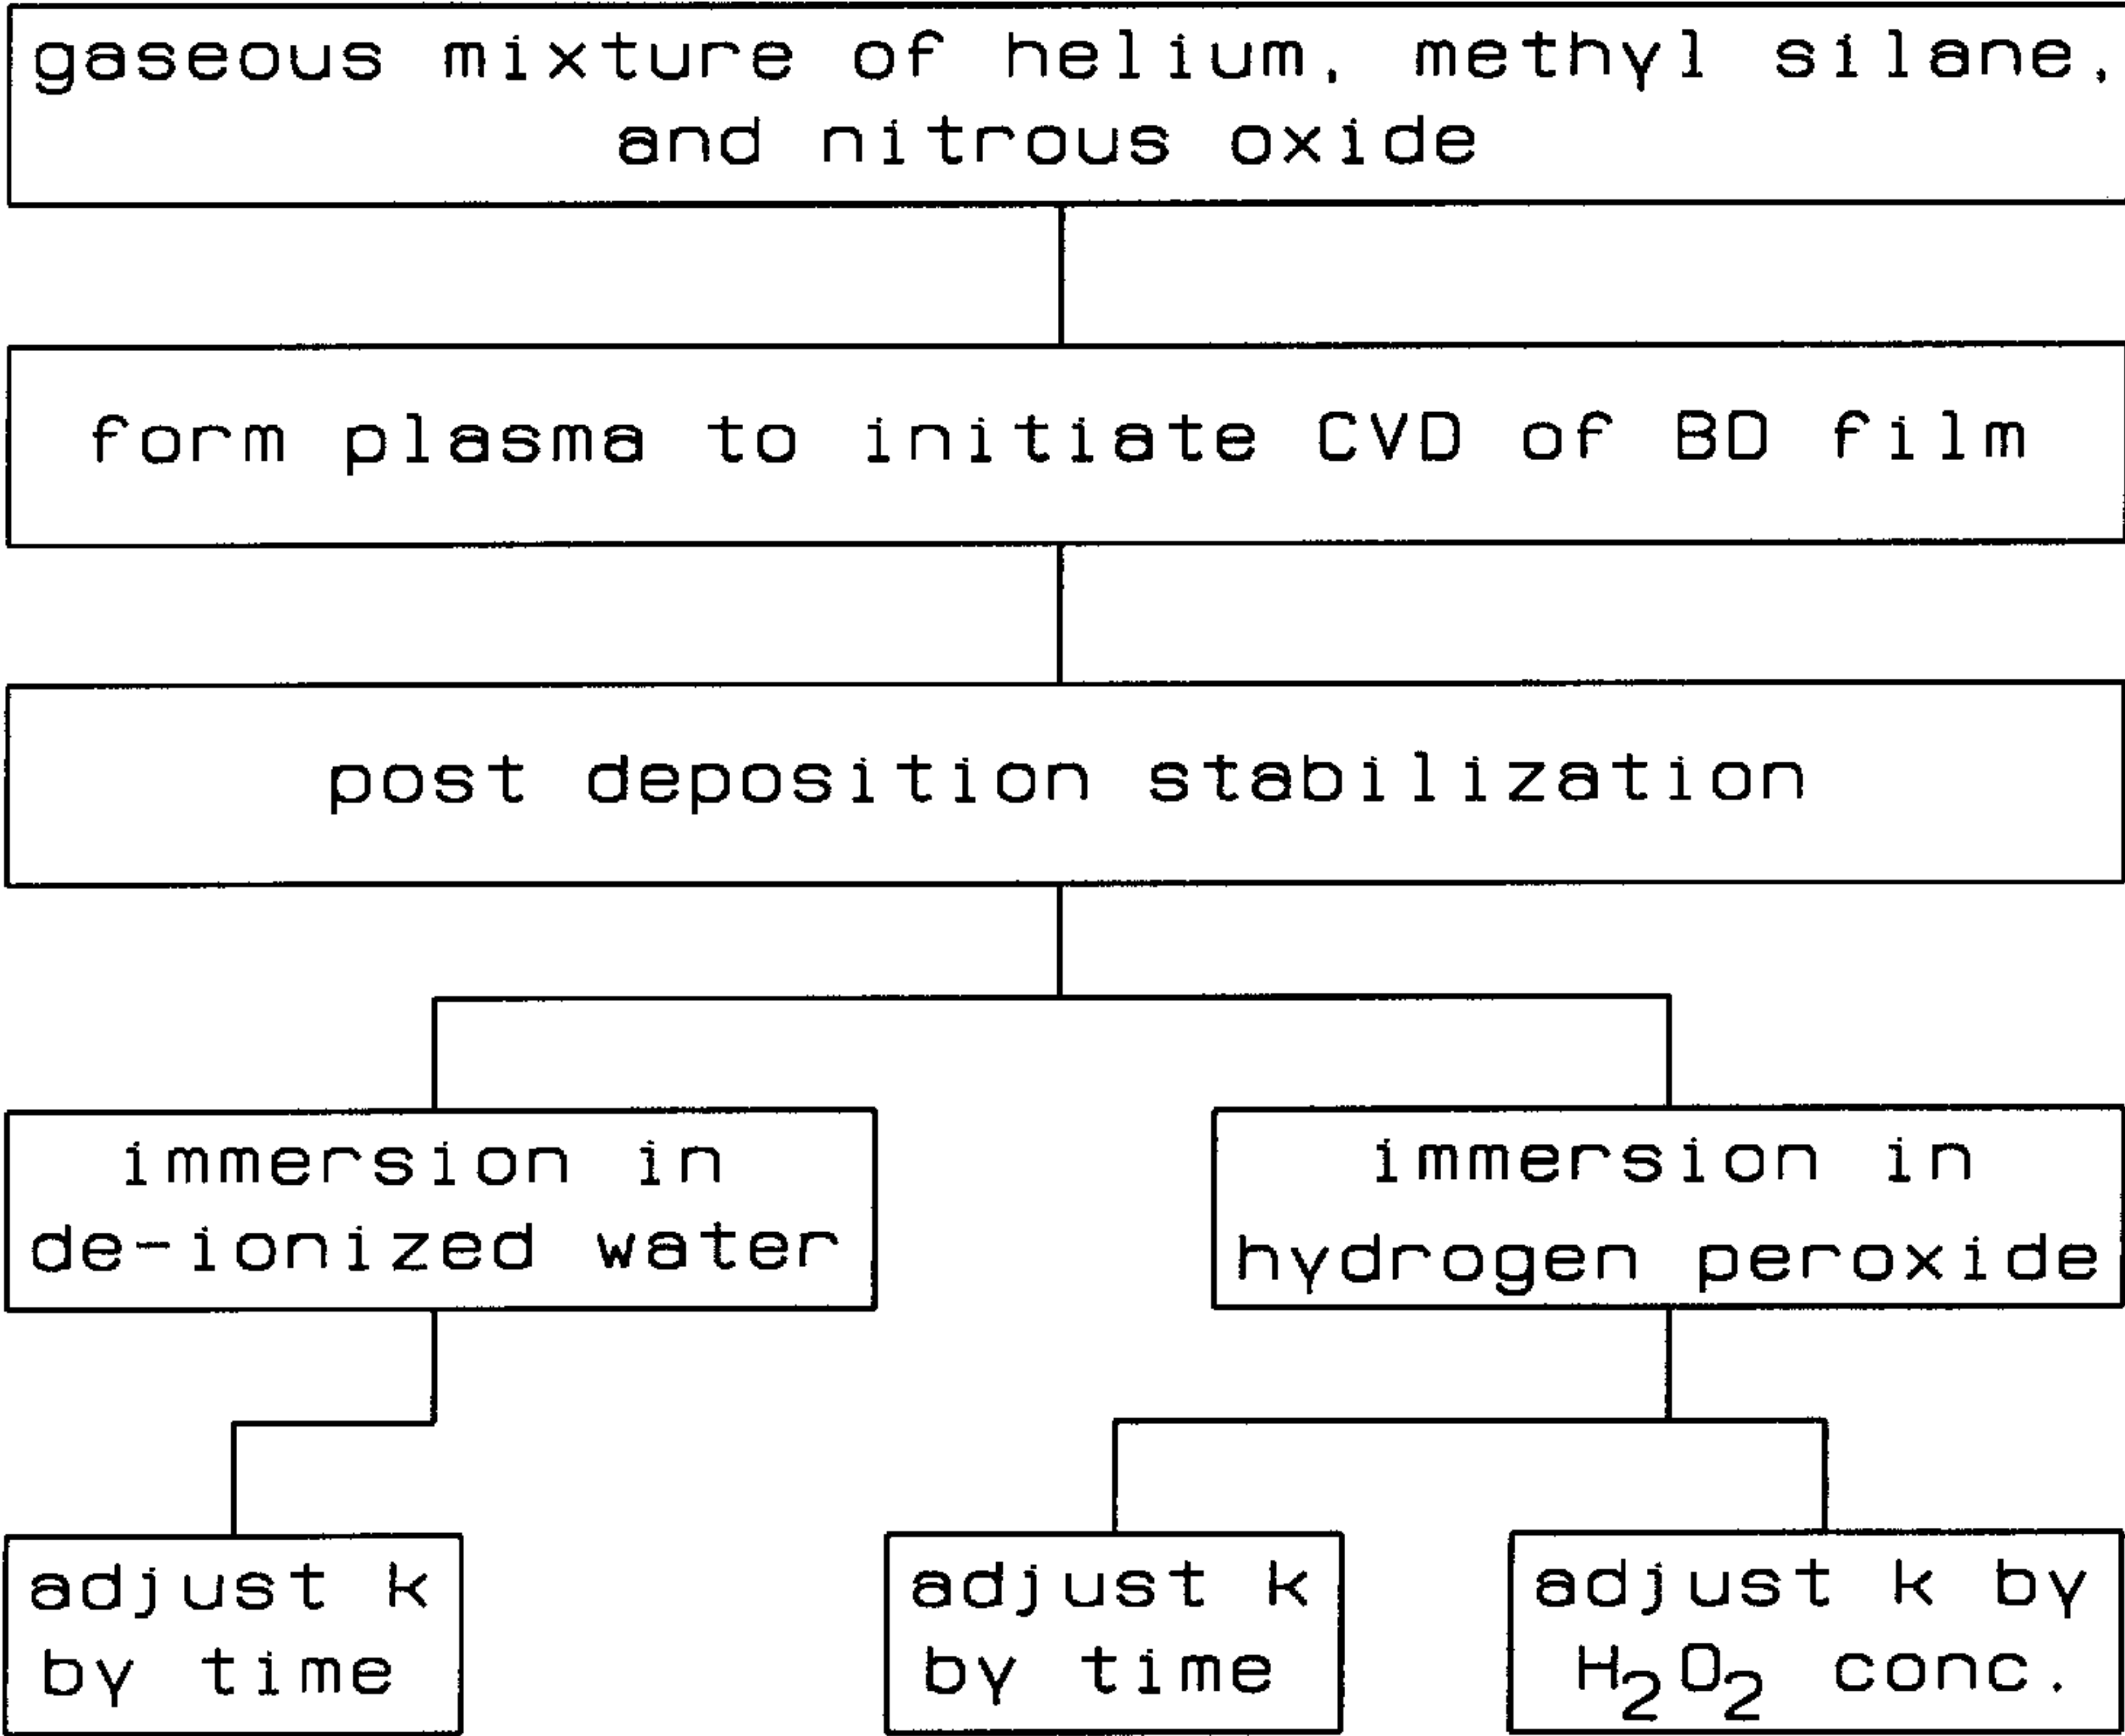 gaseous mixture of helium, methyl silane,
and nitrous oxide
form plasma to initiate CVD of BD film
post deposition stabilization
immersion in
de-ionized water
immersion in
hydrogen peroxide
adjust k
by time
adjust k
by time
adjust k by
H₂O₂ conc.